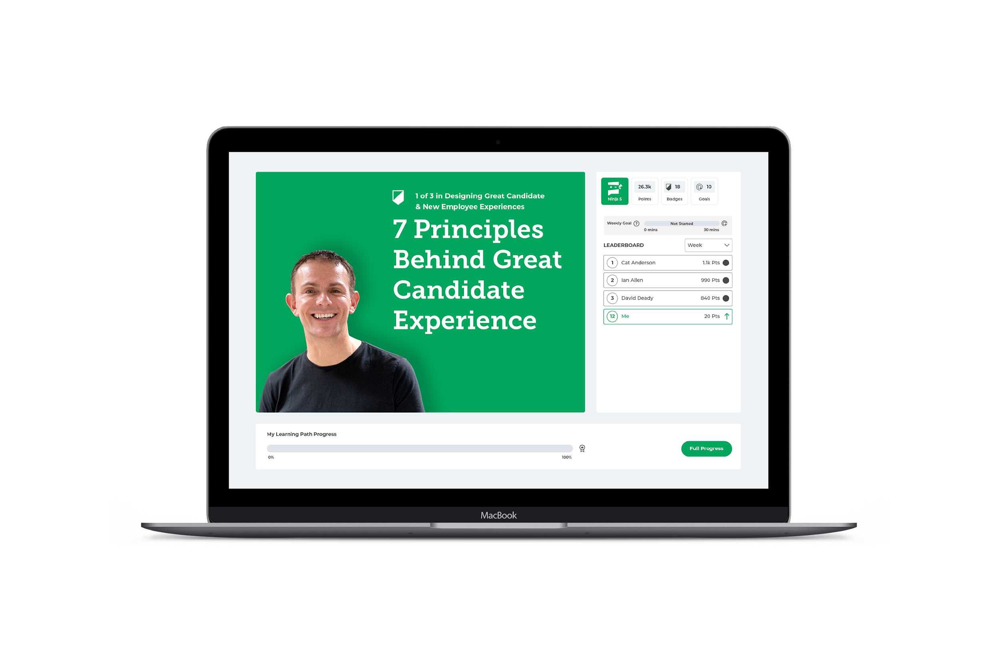 1 of 3 in Designing Great Candidate
& New Employee Experiences
7 Principles
Behind Great
Candidate
Experience
Ninja 5
26.3k
Points
18
Badges
10
Goals
Weekly Goal ?
Not Started
0 mins
30 mins
LEADERBOARD
Week
1 Cat Anderson 1.1k Pts
2 Ian Allen 990 Pts
3 David Deady 840 Pts
12 Me 20 Pts
My Learning Path Progress
0%
100%
Full Progress
MacBook